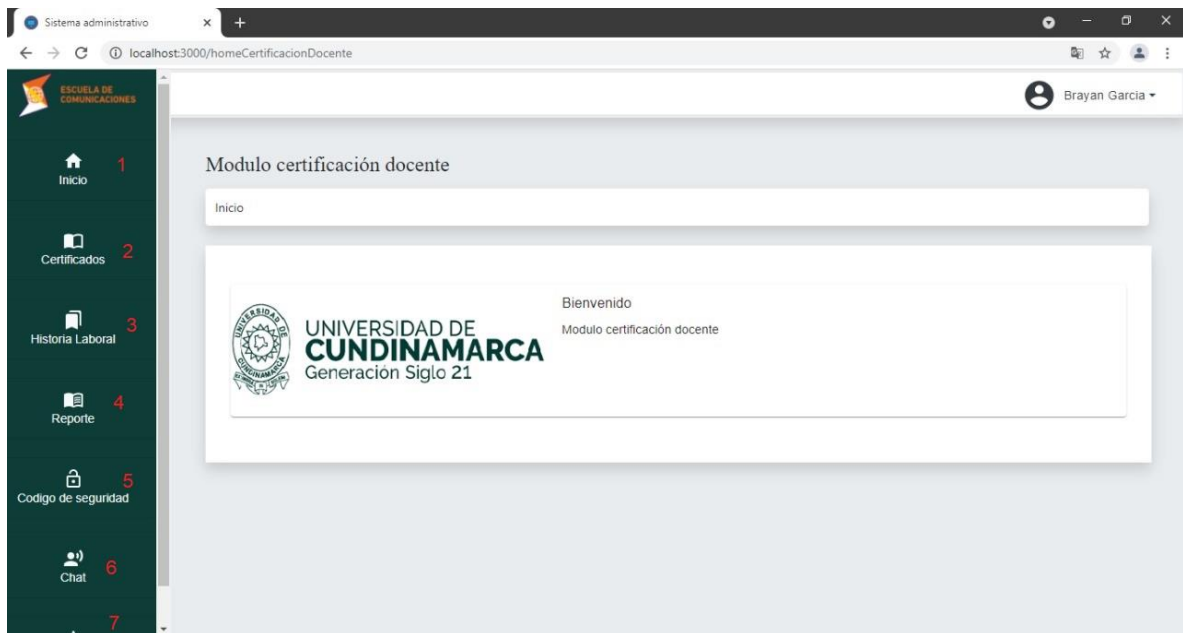 Sistema administrativo
localhost:3000/homeCertificacionDocente
ESCUELA DE
COMUNICACIONES
Brayan Garcia
Inicio 1
Certificados 2
Historia Laboral 3
Reporte 4
Codigo de seguridad 5
Chat 6
7
Modulo certificación docente
Inicio
UNIVERSIDAD DE
CUNDINAMARCA
Generación Siglo 21
Bienvenido
Modulo certificación docente